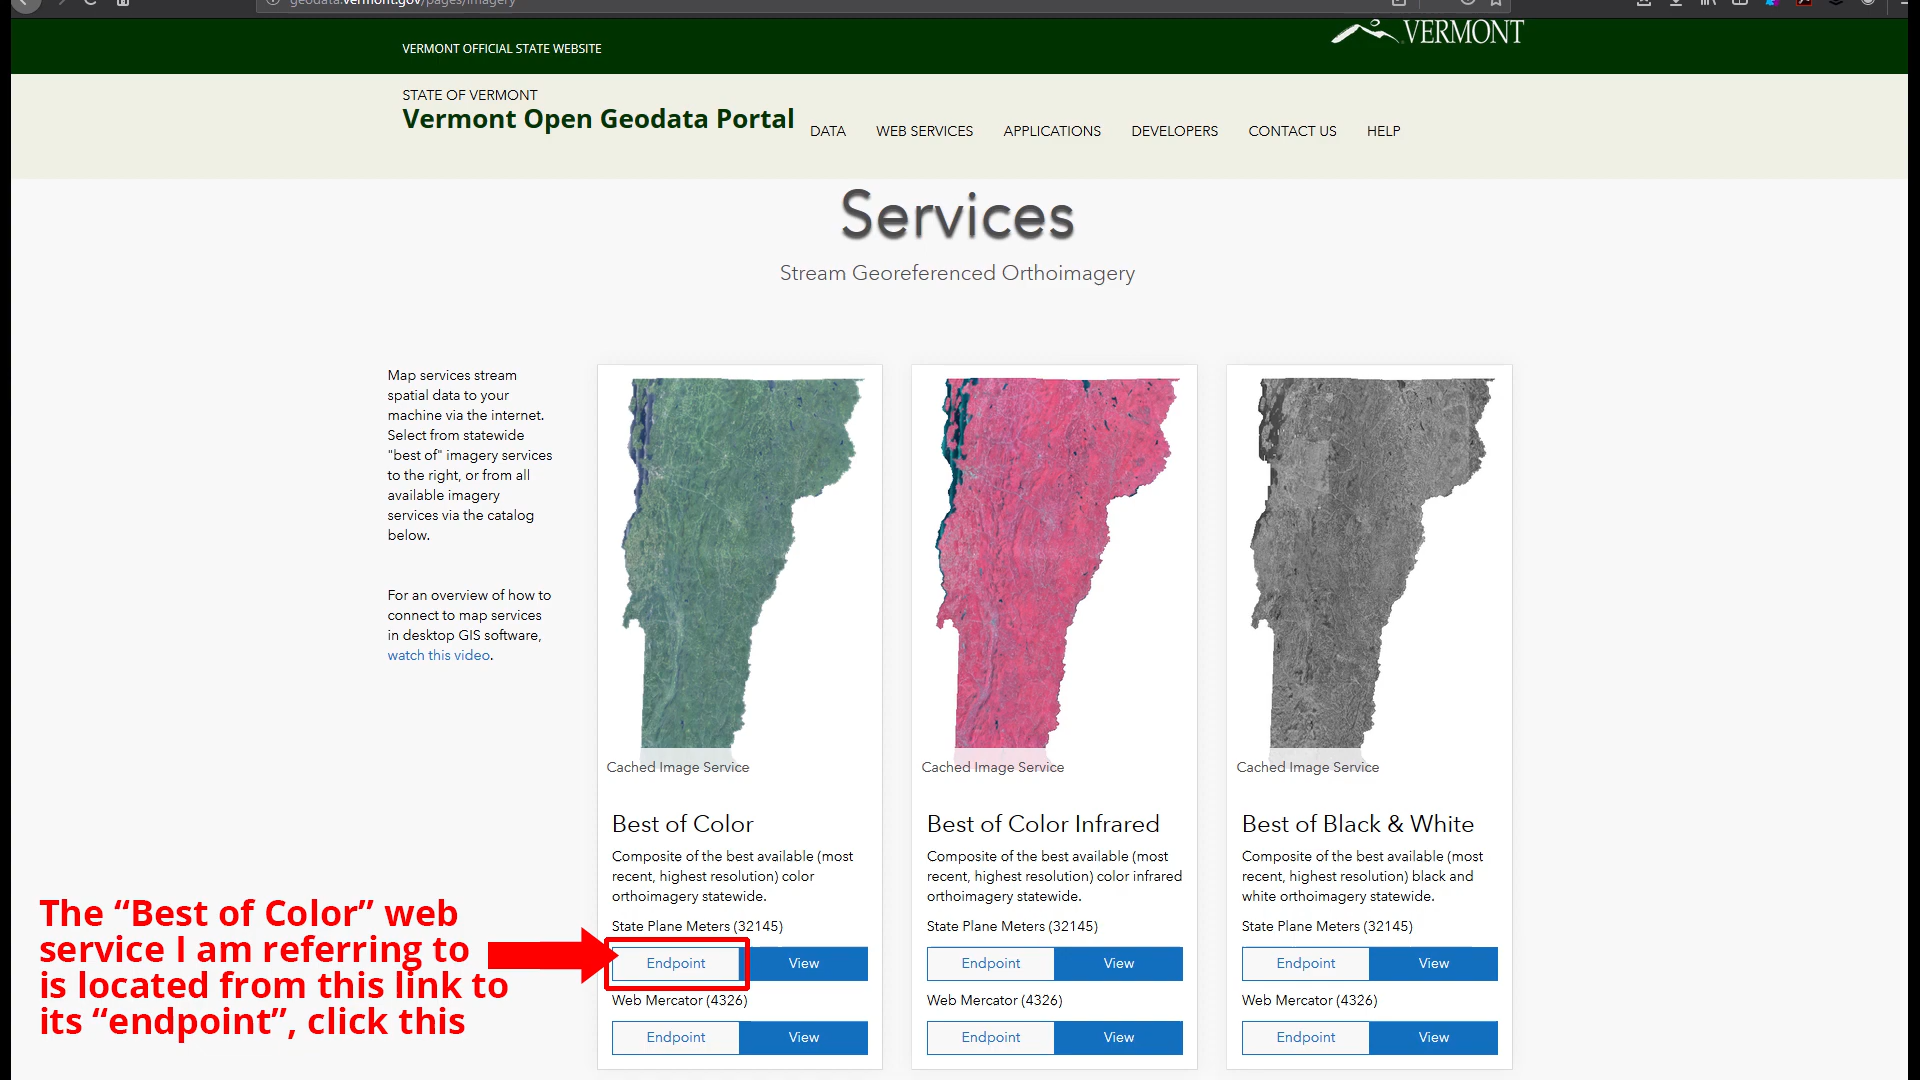 geodata.vermont.gov/pages/imagery
VERMONT OFFICIAL STATE WEBSITE
VERMONT
STATE OF VERMONT
Vermont Open Geodata Portal
DATA WEB SERVICES APPLICATIONS DEVELOPERS CONTACT US HELP
Services
Stream Georeferenced Orthoimagery
Map services stream
spatial data to your
machine via the internet.
Select from statewide
"best of" imagery services
to the right, or from all
available imagery
services via the catalog
below.
For an overview of how to
connect to map services
in desktop GIS software,
watch this video.
Cached Image Service
Best of Color
Composite of the best available (most
recent, highest resolution) color
orthoimagery statewide.
State Plane Meters (32145)
Endpoint View
Web Mercator (4326)
Endpoint View
Cached Image Service
Best of Color Infrared
Composite of the best available (most
recent, highest resolution) color infrared
orthoimagery statewide.
State Plane Meters (32145)
Endpoint View
Web Mercator (4326)
Endpoint View
Cached Image Service
Best of Black & White
Composite of the best available (most
recent, highest resolution) black and
white orthoimagery statewide.
State Plane Meters (32145)
Endpoint View
Web Mercator (4326)
Endpoint View
The “Best of Color” web
service I am referring to
is located from this link to
its “endpoint”, click this